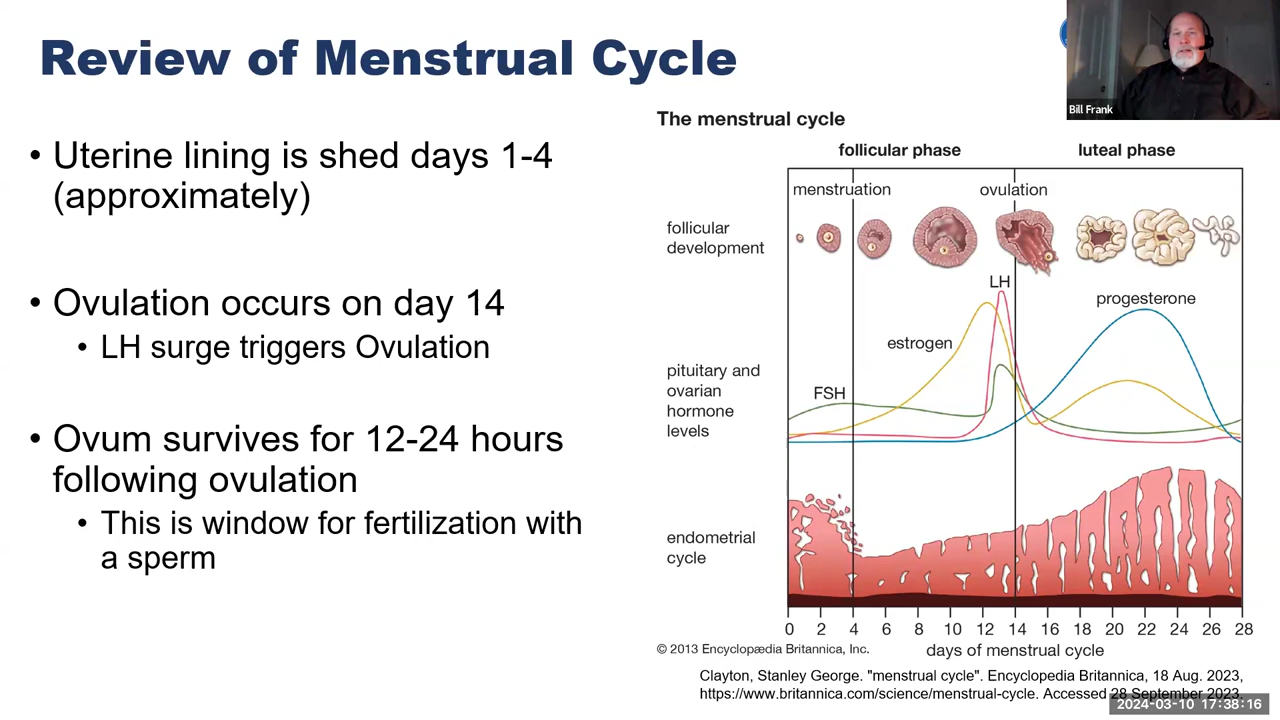 Review of Menstrual Cycle
Bill Frank
• Uterine lining is shed days 1-4
(approximately)
• Ovulation occurs on day 14
• LH surge triggers Ovulation
• Ovum survives for 12-24 hours
following ovulation
• This is window for fertilization with
a sperm
The menstrual cycle
follicular phase
luteal phase
menstruation
ovulation
follicular
development
LH
progesterone
estrogen
FSH
pituitary and
ovarian
hormone
levels
endometrial
cycle
0 2 4 6 8 10 12 14 16 18 20 22 24 26 28
days of menstrual cycle
© 2013 Encyclopædia Britannica, Inc.
Clayton, Stanley George. "menstrual cycle". Encyclopedia Britannica, 18 Aug. 2023,
https://www.britannica.com/science/menstrual-cycle. Accessed 28 September 2023.
2024-03-10 17:38:16